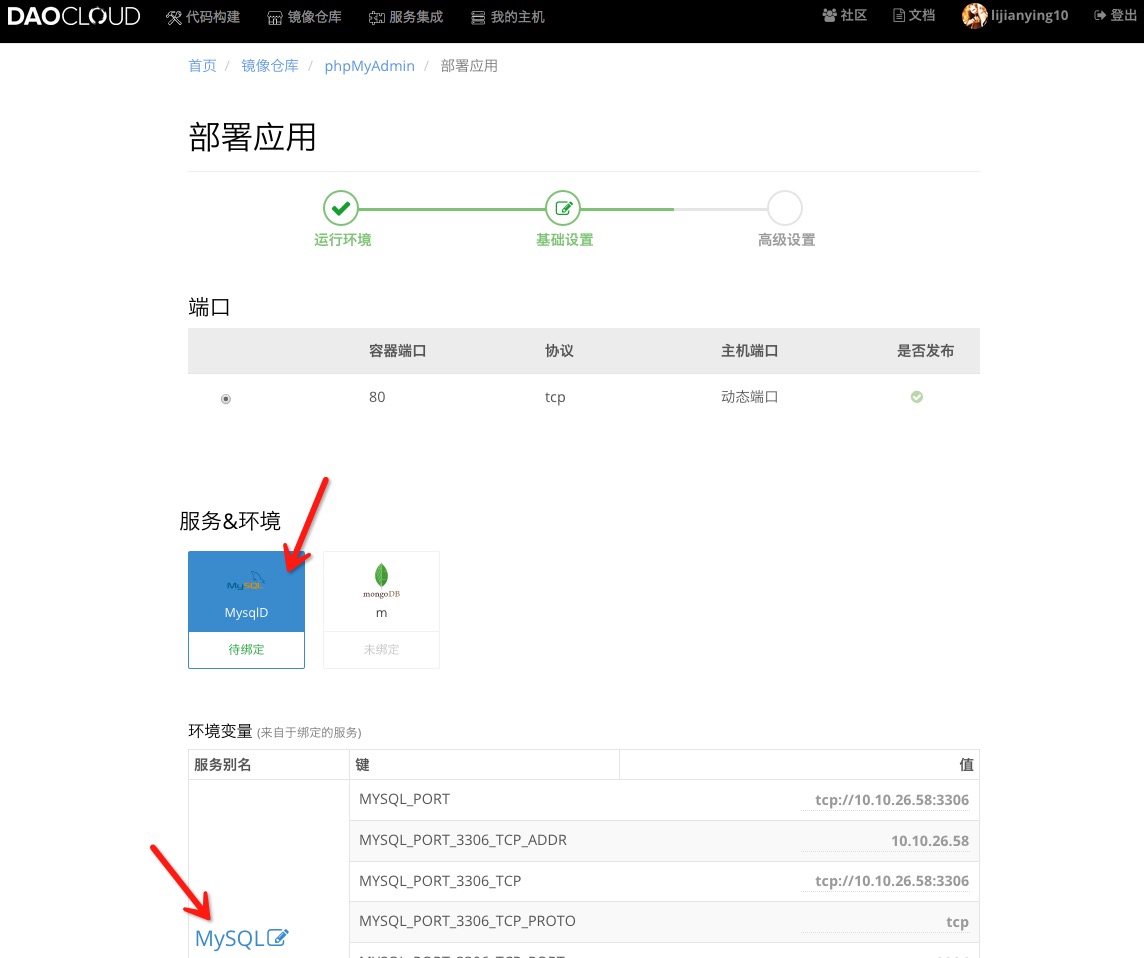 DAOCLOUD 代码构建 镜像仓库 服务集成 我的主机 社区 文档 lijianying10 登出
首页 / 镜像仓库 / phpMyAdmin / 部署应用
部署应用
运行环境 基础设置 高级设置
端口
容器端口 协议 主机端口 是否发布
80 tcp 动态端口
服务&环境
MySQL
MysqlD
待绑定
mongoDB
m
未绑定
环境变量 (来自于绑定的服务)
服务别名 键 值
MYSQL_PORT tcp://10.10.26.58:3306
MYSQL_PORT_3306_TCP_ADDR 10.10.26.58
MYSQL_PORT_3306_TCP tcp://10.10.26.58:3306
MYSQL_PORT_3306_TCP_PROTO tcp
MySQL